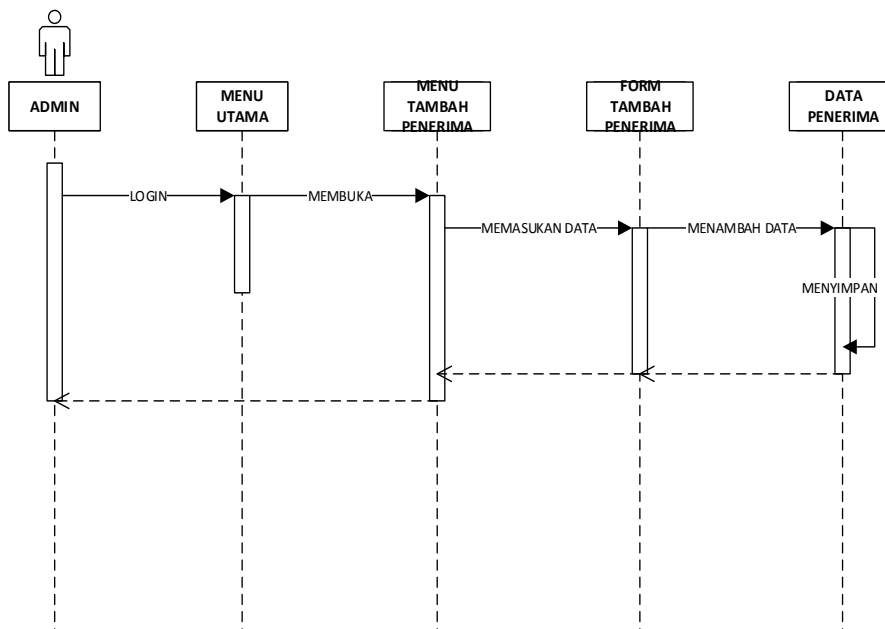 ADMIN
MENU
UTAMA
MENU
TAMBAH
PENERIMA
FORM
TAMBAH
PENERIMA
DATA
PENERIMA
LOGIN
MEMBUKA
MEMASUKAN DATA
MENAMBAH DATA
MENYIMPAN